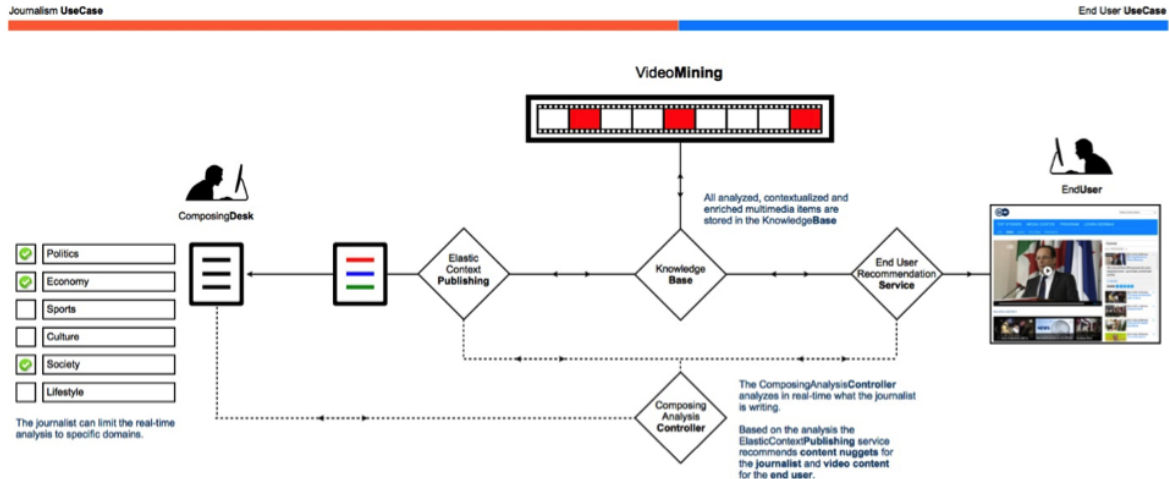 Journalism UseCase
End User UseCase
VideoMining
EndUser
ComposingDesk
All analyzed, contextualized and
enriched multimedia items are
stored in the KnowledgeBase
Politics
Economy
Sports
Culture
Society
Lifestyle
Elastic
Context
Publishing
Knowledge
Base
End User
Recommendation
Service
The journalist can limit the real-time
analysis to specific domains.
Composing
Analysis
Controller
The ComposingAnalysisController
analyzes in real-time what the journalist
is writing.
Based on the analysis the
ElasticContextPublishing service
recommends content nuggets for
the journalist and video content
for the end user.